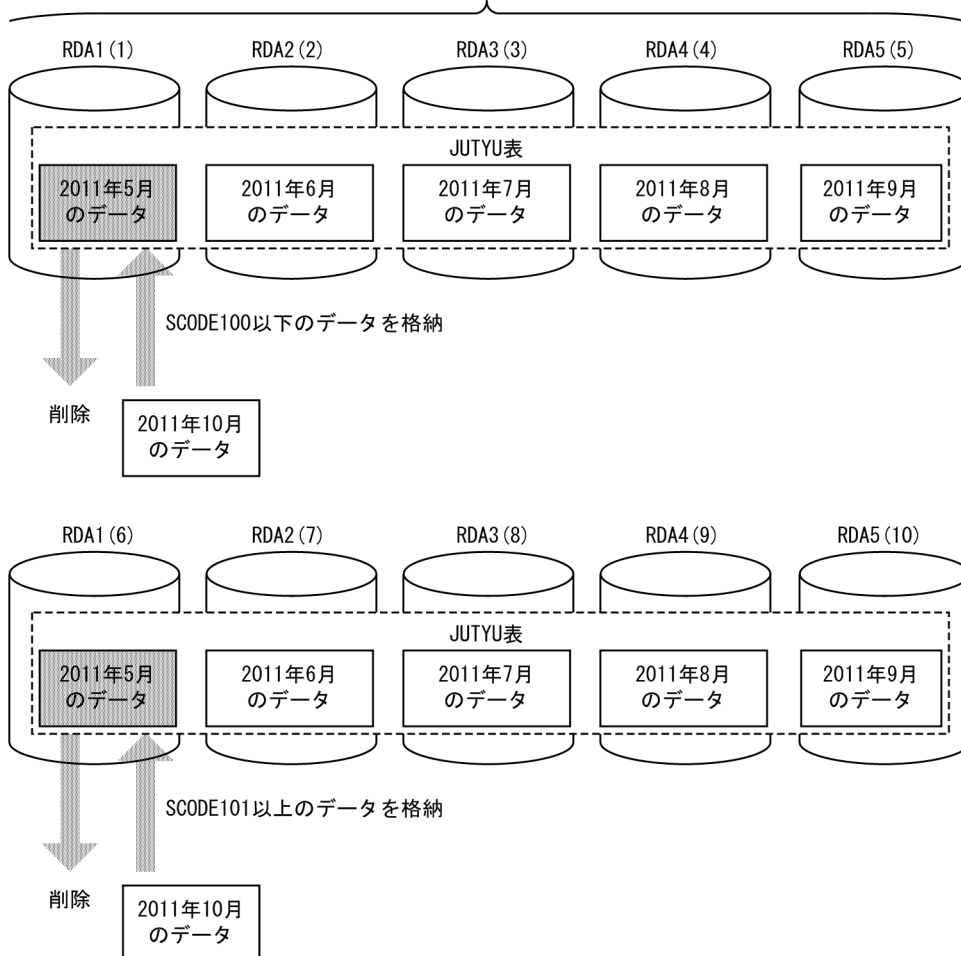 RDA1(1) RDA2(2) RDA3(3) RDA4(4) RDA5(5)
JUTYU表
2011年5月
のデータ
2011年6月
のデータ
2011年7月
のデータ
2011年8月
のデータ
2011年9月
のデータ
SCODE100以下のデータを格納
削除
2011年10月
のデータ
RDA1(6) RDA2(7) RDA3(8) RDA4(9) RDA5(10)
JUTYU表
2011年5月
のデータ
2011年6月
のデータ
2011年7月
のデータ
2011年8月
のデータ
2011年9月
のデータ
SCODE101以上のデータを格納
削除
2011年10月
のデータ